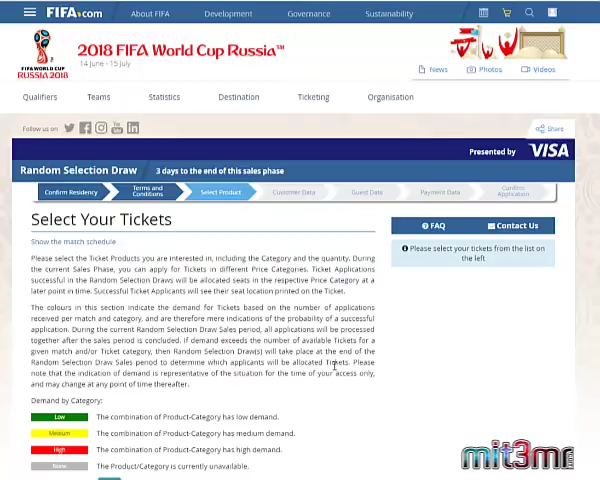 FIFA.com
About FIFA
Development
Governance
Sustainability
FIFA WORLD CUP
RUSSIA 2018
2018 FIFA World Cup Russia™
14 June - 15 July
News
Photos
Videos
Qualifiers
Teams
Statistics
Destination
Ticketing
Organisation
Follow us on
You Tube
Share
Presented by VISA
Random Selection Draw
3 days to the end of this sales phase
Confirm Residency
Terms and Conditions
Select Product
Customer Data
Guest Data
Payment Data
Confirm Application
Select Your Tickets
FAQ
Contact Us
Show the match schedule
Please select your tickets from the list on
the left
Please select the Ticket Products you are interested in, including the Category and the quantity. During
the current Sales Phase, you can apply for Tickets in different Price Categories. Ticket Applications
successful in the Random Selection Draws will be allocated seats in the respective Price Category at a
later point in time. Successful Ticket Applicants will see their seat location printed on the Ticket.
The colours in this section indicate the demand for Tickets based on the number of applications
received per match and category, and are therefore mere indications of the probability of a successful
application. During the current Random Selection Draw Sales period, all applications will be processed
together after the sales period is concluded. If demand exceeds the number of available Tickets for a
given match and/or Ticket category, then Random Selection Draw(s) will take place at the end of the
Random Selection Draw Sales period to determine which applicants will be allocated Tickets. Please
note that the indication of demand is representative of the situation for the time of your access only,
and may change at any point of time thereafter.
Demand by Category:
Low
The combination of Product-Category has low demand.
Medium
The combination of Product-Category has medium demand.
High
The combination of Product-Category has high demand.
None
The Product/Category is currently unavailable.
mit3mr